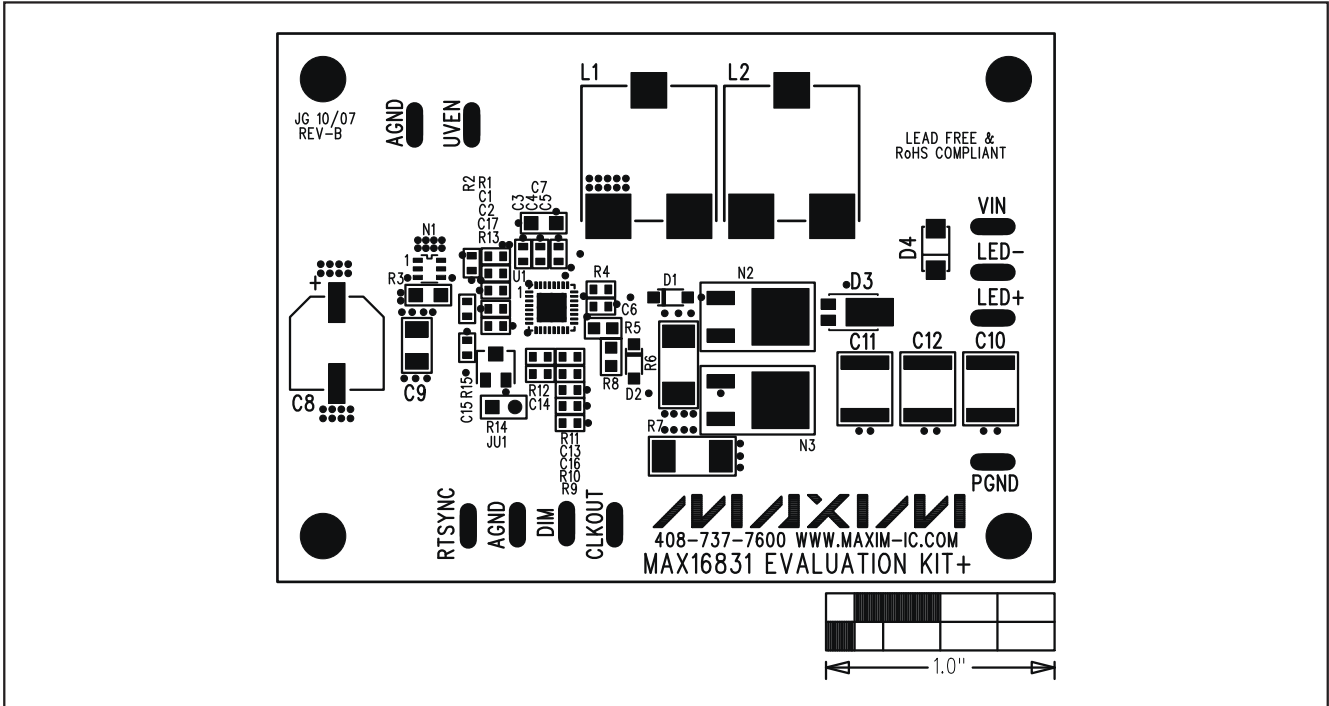 L1
L2
JG 10/07
REV-B
AGND
UVEN
LEAD FREE &
RoHS COMPLIANT
R2
R1
C1
C2
C17
R13
C3
C4
C7
C5
VIN
N1
1
D4
LED-
U1
1
R3
+
R4
C6
D1
N2
D3
LED+
R5
C11
C12
C10
R8
D2
R6
C8
C9
C15
R15
R12
C14
R14
JU1
R7
N3
R11
C13
C16
R10
R9
PGND
RTSYNC
AGND
DIM
CLKOUT
MAXIM
408-737-7600 WWW.MAXIM-IC.COM
MAX16831 EVALUATION KIT+
1.0"